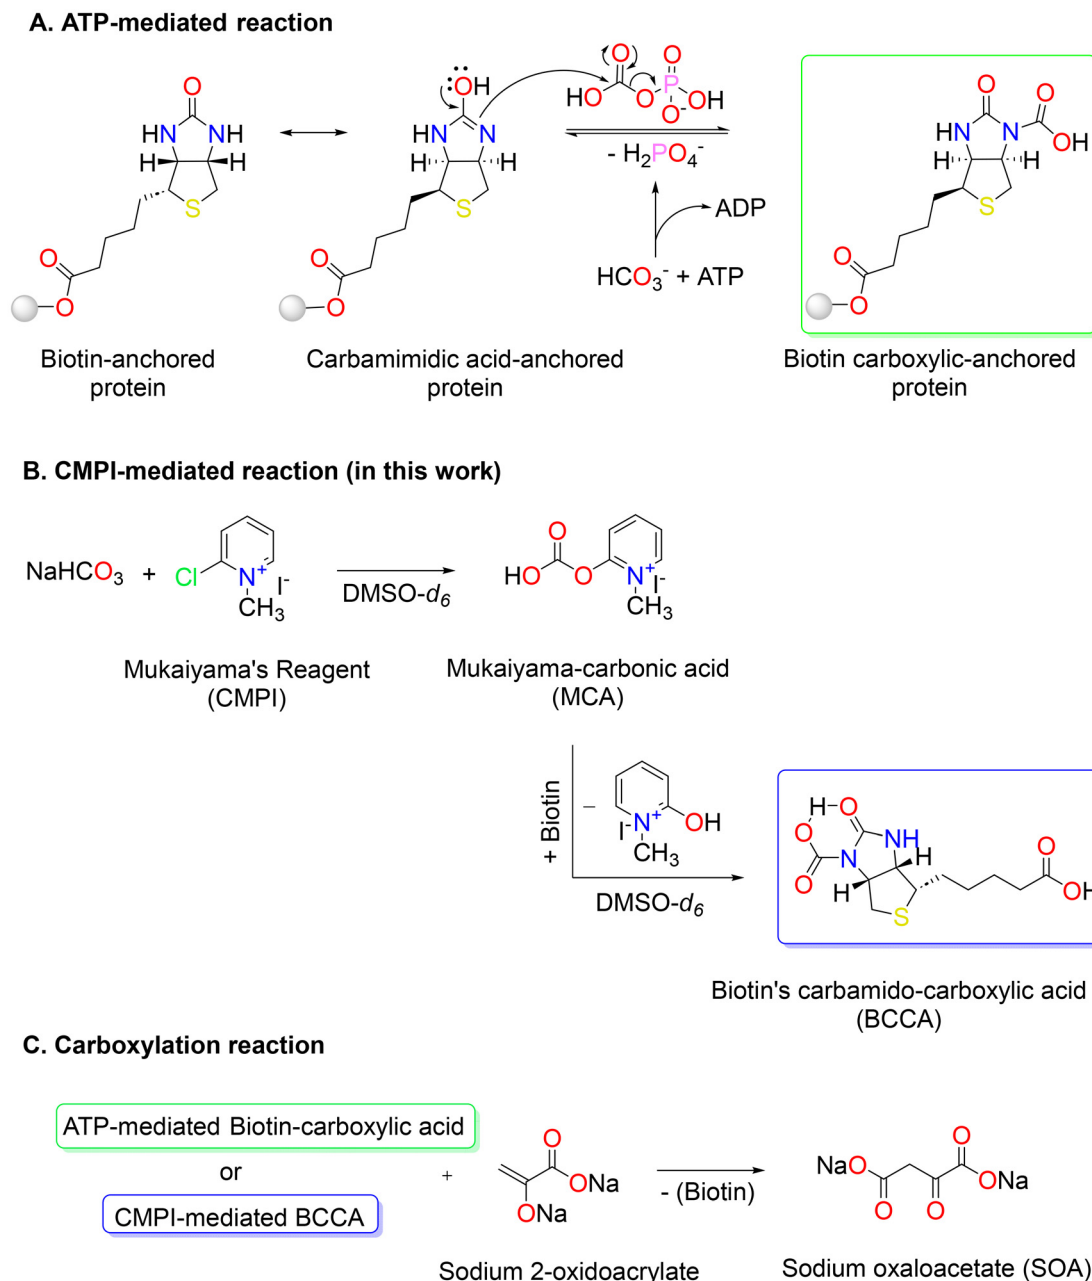 A. ATP-mediated reaction
O
HN NH
H H
S
O
O
Biotin-anchored
protein
OH
HN N
H H
S
O
O
Carbamimidic acid-anchored
protein
O O
HO O P OH
O⁻
- H₂PO₄⁻
ADP
HCO₃⁻ + ATP
O O
HN N OH
H H
S
O
O
Biotin carboxylic-anchored
protein
B. CMPI-mediated reaction (in this work)
NaHCO₃ + Cl N⁺ I⁻
CH₃
DMSO-d₆
O
HO O N⁺ I⁻
CH₃
Mukaiyama's Reagent
(CMPI)
Mukaiyama-carbonic acid
(MCA)
+ Biotin
–
I⁻ N⁺ OH
CH₃
DMSO-d₆
H O
O NH
N H O
O H OH
S
Biotin's carbamido-carboxylic acid
(BCCA)
C. Carboxylation reaction
ATP-mediated Biotin-carboxylic acid
or
CMPI-mediated BCCA
+
O
ONa
ONa
- (Biotin)
NaO O
ONa
O O
Sodium 2-oxidoacrylate
Sodium oxaloacetate (SOA)